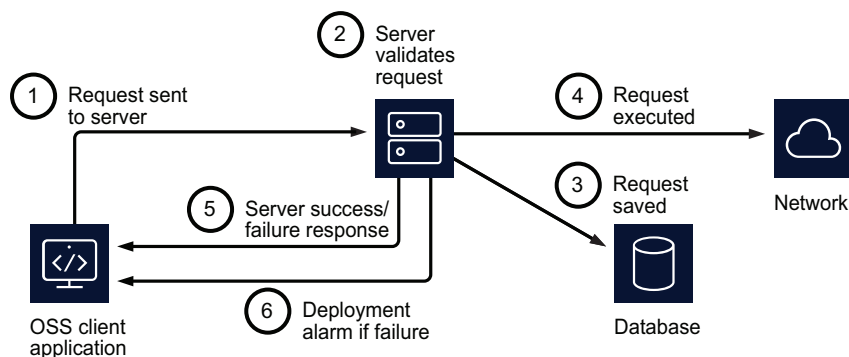 2
Server
validates
request
1
Request sent
to server
4
Request
executed
3
Request
saved
Network
5
Server success/
failure response
</>
6
Deployment
alarm if failure
OSS client
application
Database